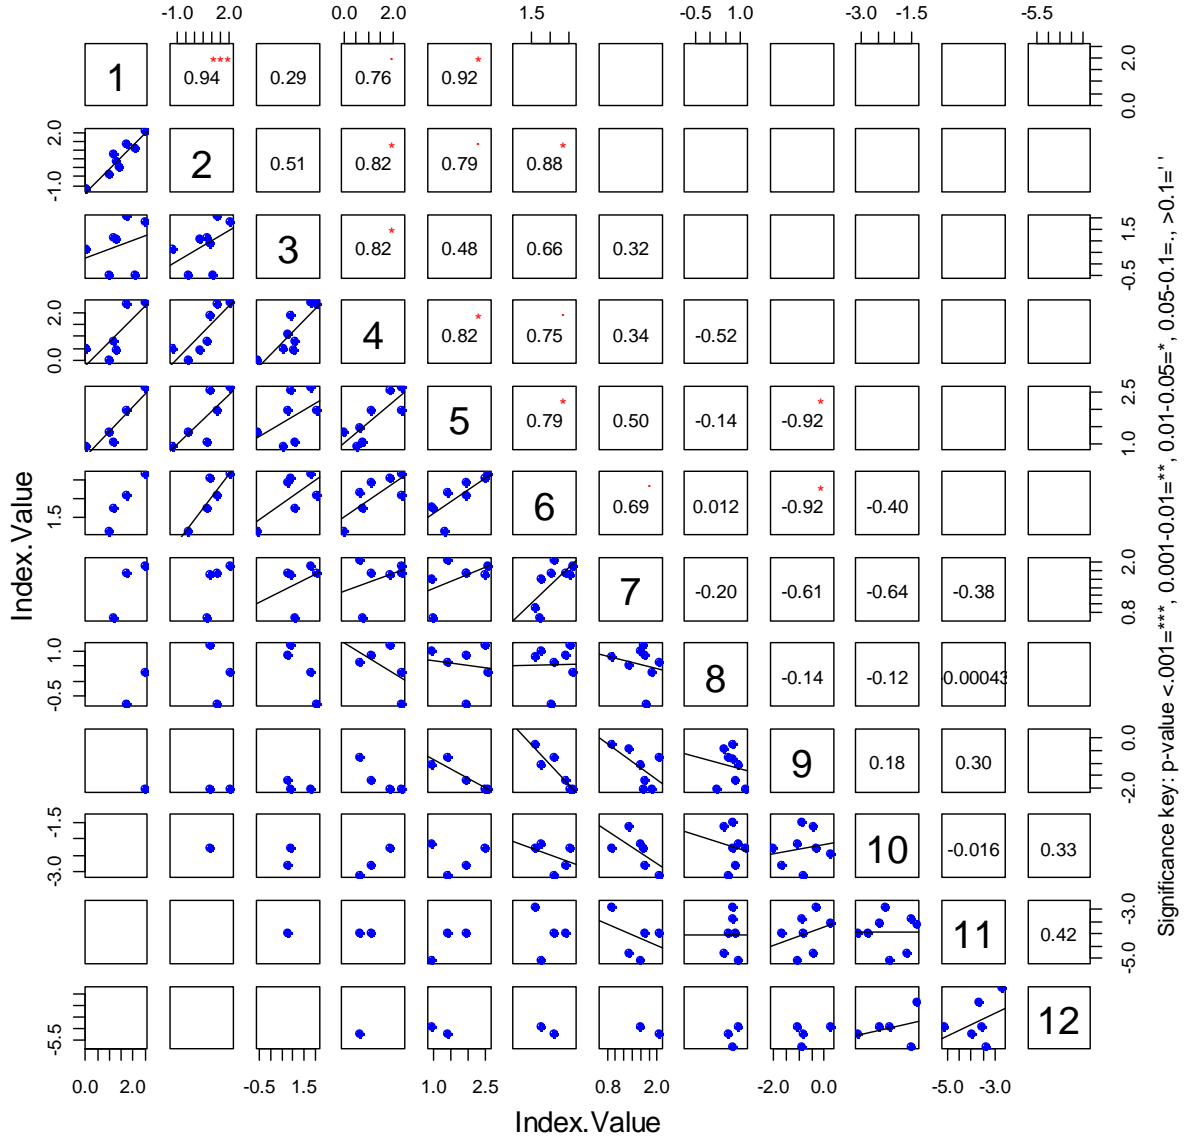 -1.0 2.0 0.0 2.0 1.5 -0.5 1.0 -3.0 -1.5 -5.5
1 0.94 *** 0.29 0.76 . 0.92 * 0.0 2.0
-1.0 2.0 2 0.51 0.82 * 0.79 . 0.88 *
3 0.82 * 0.48 0.66 0.32 -0.5 1.5
0.0 2.0 4 0.82 * 0.75 . 0.34 -0.52
5 0.79 * 0.50 -0.14 -0.92 * 1.0 2.5
1.5 6 0.69 . 0.012 -0.92 * -0.40
7 -0.20 -0.61 -0.64 -0.38 0.8 2.0
-0.5 1.0 8 -0.14 -0.12 -0.00043
9 0.18 0.30 -2.0 0.0
-3.0 -1.5 10 -0.016 0.33
11 0.42 -5.0 -3.0
-5.5 12
0.0 2.0 -0.5 1.5 1.0 2.5 0.8 2.0 -2.0 0.0 -5.0 -3.0
Index.Value
Index.Value
Significance key: p-value <.001=***, 0.001-0.01=**, 0.01-0.05=*, 0.05-0.1=., >0.1=' '